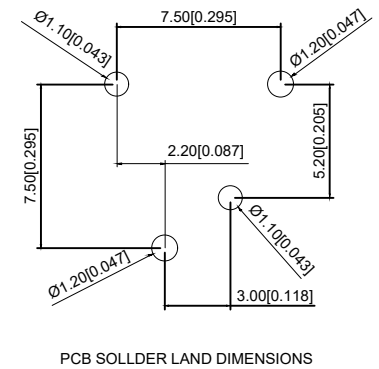 7.50[0.295]
Ø1.10[0.043]
Ø1.20[0.047]
7.50[0.295]
5.20[0.205]
2.20[0.087]
Ø1.10[0.043]
Ø1.20[0.047]
3.00[0.118]
PCB SOLLDER LAND DIMENSIONS